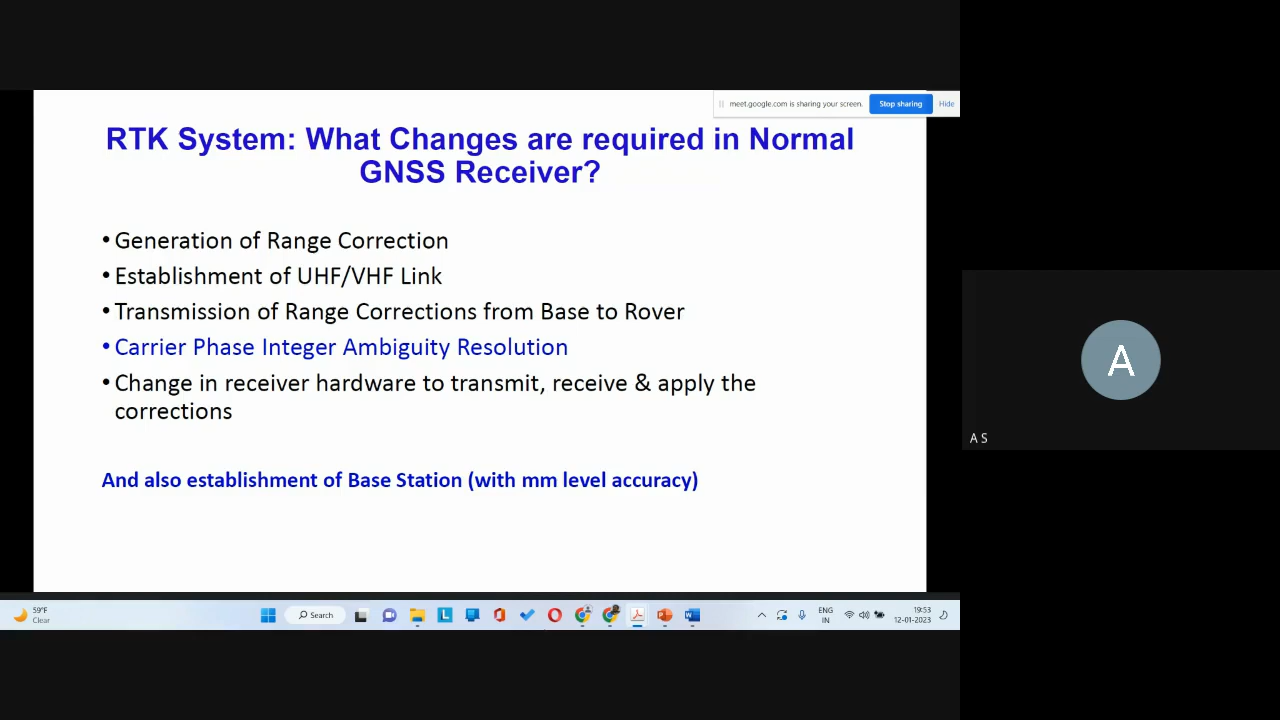 meet.google.com is sharing your screen.
Stop sharing
Hide
RTK System: What Changes are required in Normal
GNSS Receiver?
• Generation of Range Correction
• Establishment of UHF/VHF Link
• Transmission of Range Corrections from Base to Rover
• Carrier Phase Integer Ambiguity Resolution
• Change in receiver hardware to transmit, receive & apply the
corrections
And also establishment of Base Station (with mm level accuracy)
A
A S
59°F
Clear
Search
ENG
IN
19:53
12-01-2023